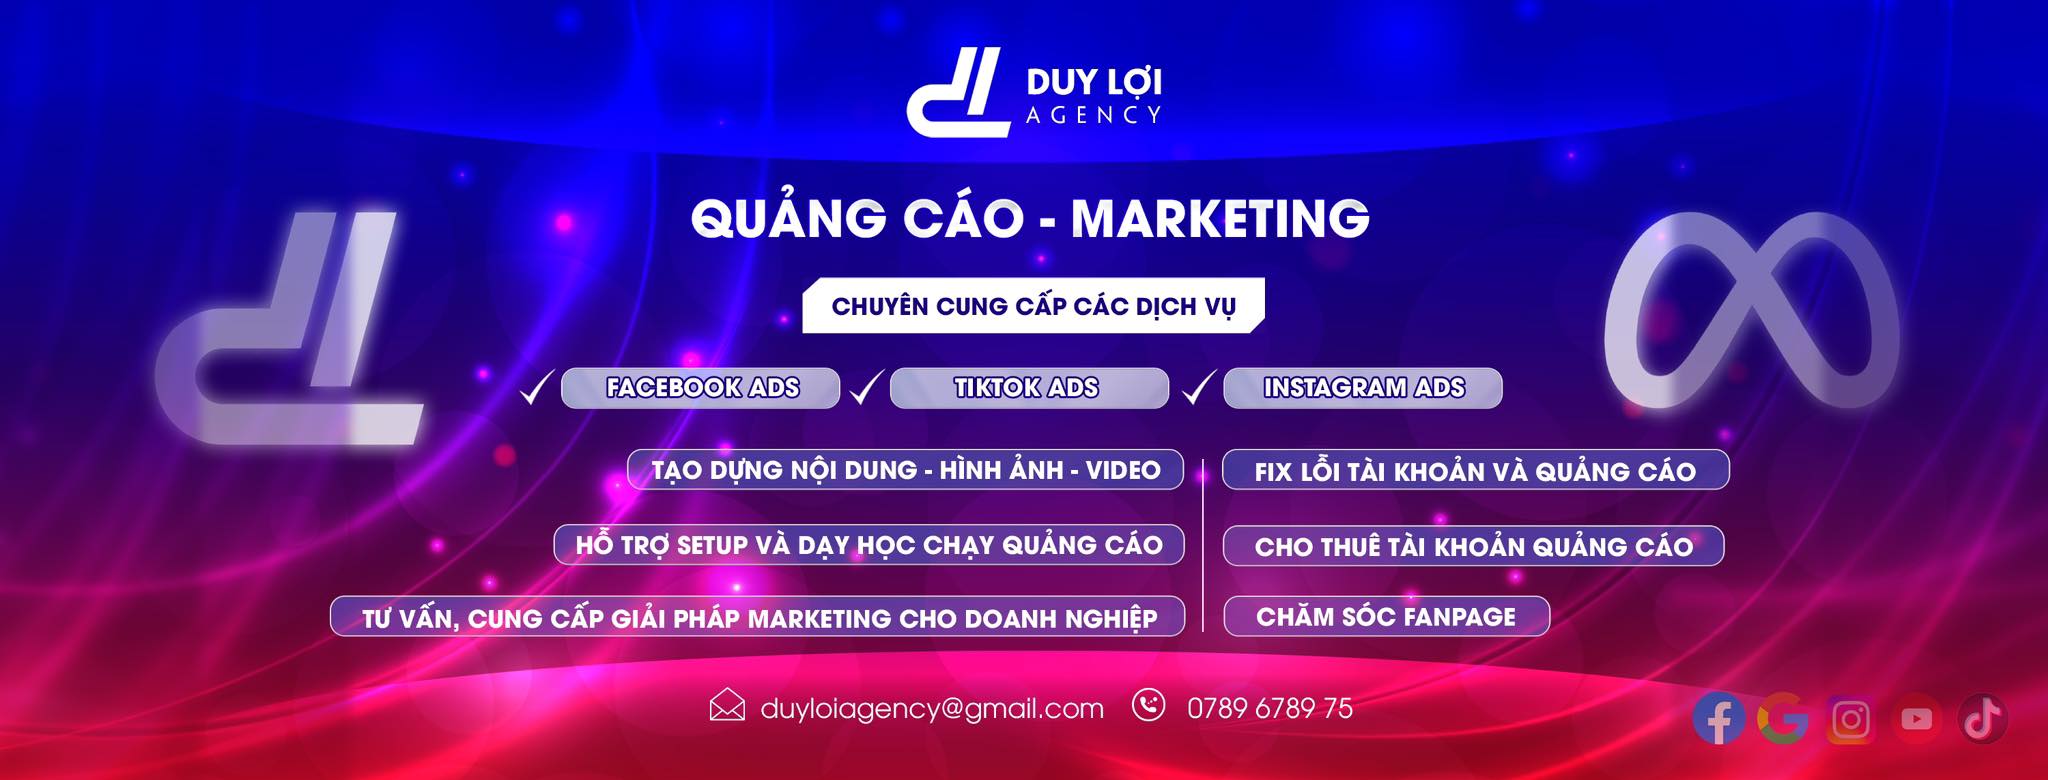 DUY LỢI
AGENCY
QUẢNG CÁO - MARKETING
CHUYÊN CUNG CẤP CÁC DỊCH VỤ
FACEBOOK ADS
TIKTOK ADS
INSTAGRAM ADS
TẠO DỰNG NỘI DUNG - HÌNH ẢNH - VIDEO
HỖ TRỢ SETUP VÀ DẠY HỌC CHẠY QUẢNG CÁO
TƯ VẤN, CUNG CẤP GIẢI PHÁP MARKETING CHO DOANH NGHIỆP
FIX LỖI TÀI KHOẢN VÀ QUẢNG CÁO
CHO THUÊ TÀI KHOẢN QUẢNG CÁO
CHĂM SÓC FANPAGE
duyloiagency@gmail.com
0789 6789 75